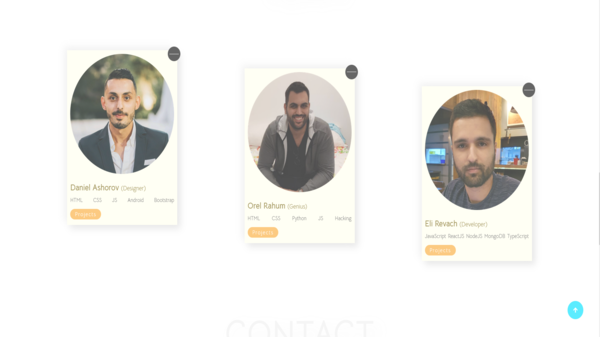 Daniel Ashorov (Designer)
HTML CSS JS Android Bootstrap
Projects
Orel Rahum (Genius)
HTML CSS Python JS Hacking
Projects
Eli Revach (Developer)
JavaScript ReactJS NodeJS MongoDB TypeScript
Projects
CONTACT